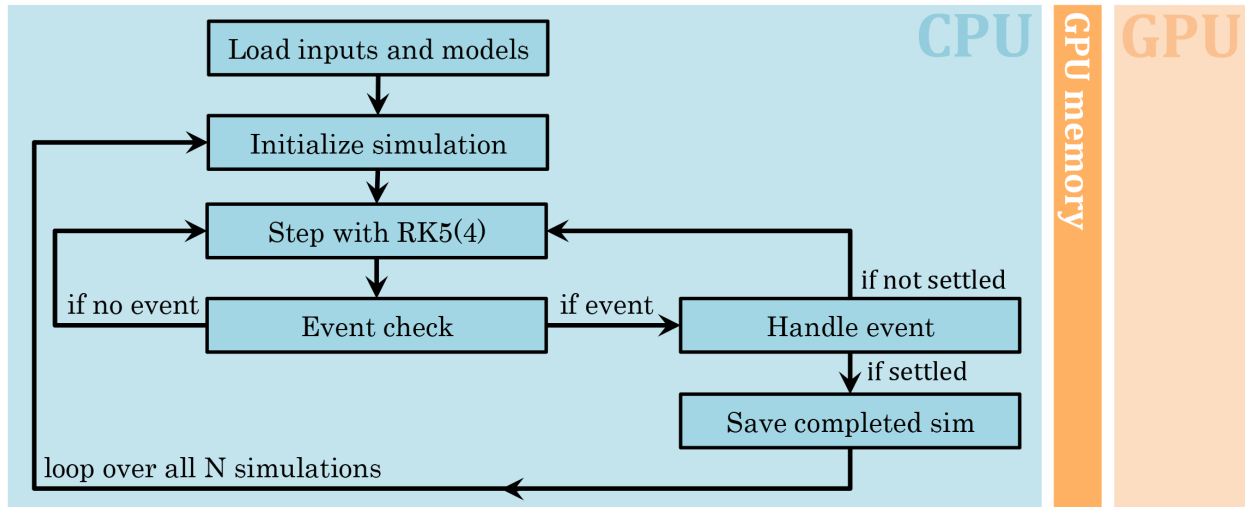 CPU
GPU memory
GPU
Load inputs and models
Initialize simulation
Step with RK5(4)
if no event
Event check
if event
Handle event
if not settled
if settled
Save completed sim
loop over all N simulations